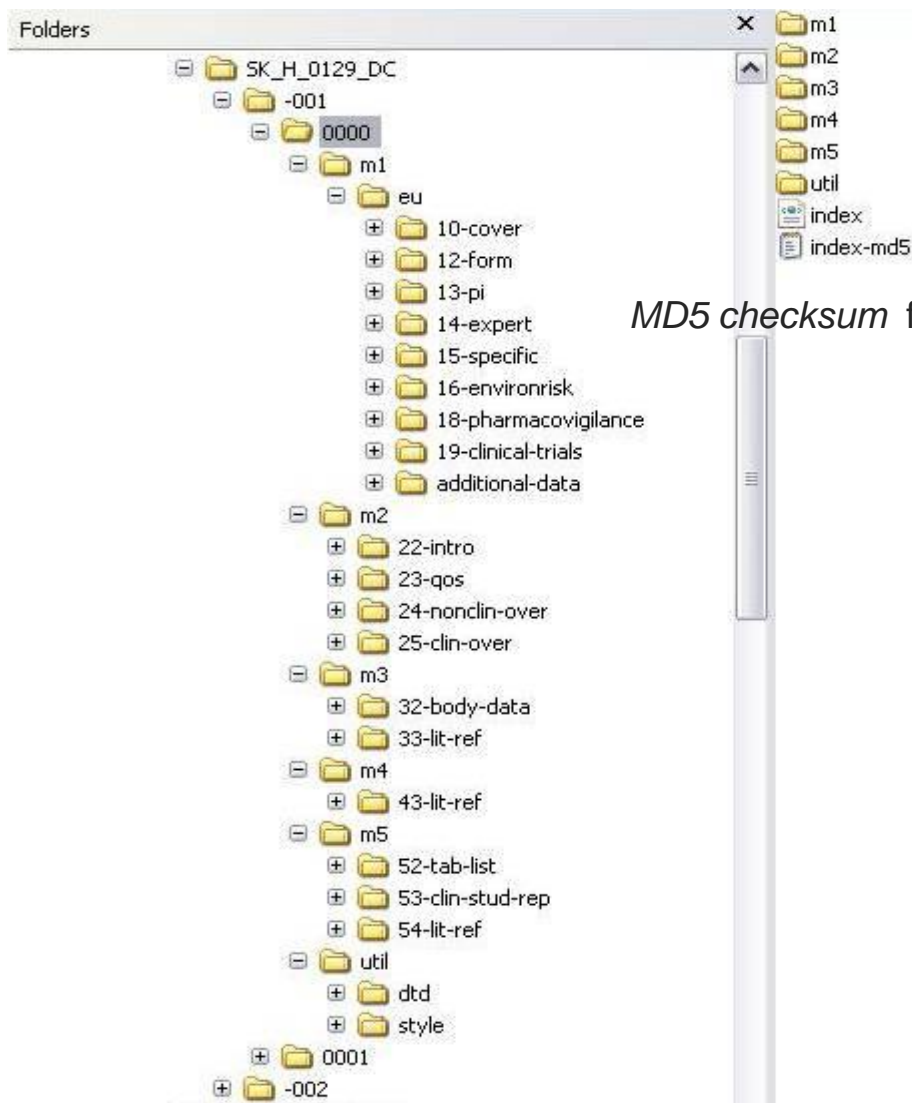 Folders
SK_H_0129_DC
-001
0000
m1
eu
10-cover
12-form
13-pi
14-expert
15-specific
16-environrisk
18-pharmacovigilance
19-clinical-trials
additional-data
m2
22-intro
23-qos
24-nonclin-over
25-clin-over
m3
32-body-data
33-lit-ref
m4
43-lit-ref
m5
52-tab-list
53-clin-stud-rep
54-lit-ref
util
dtd
style
0001
-002
m1
m2
m3
m4
m5
util
index
index-md5
MD5 checksum